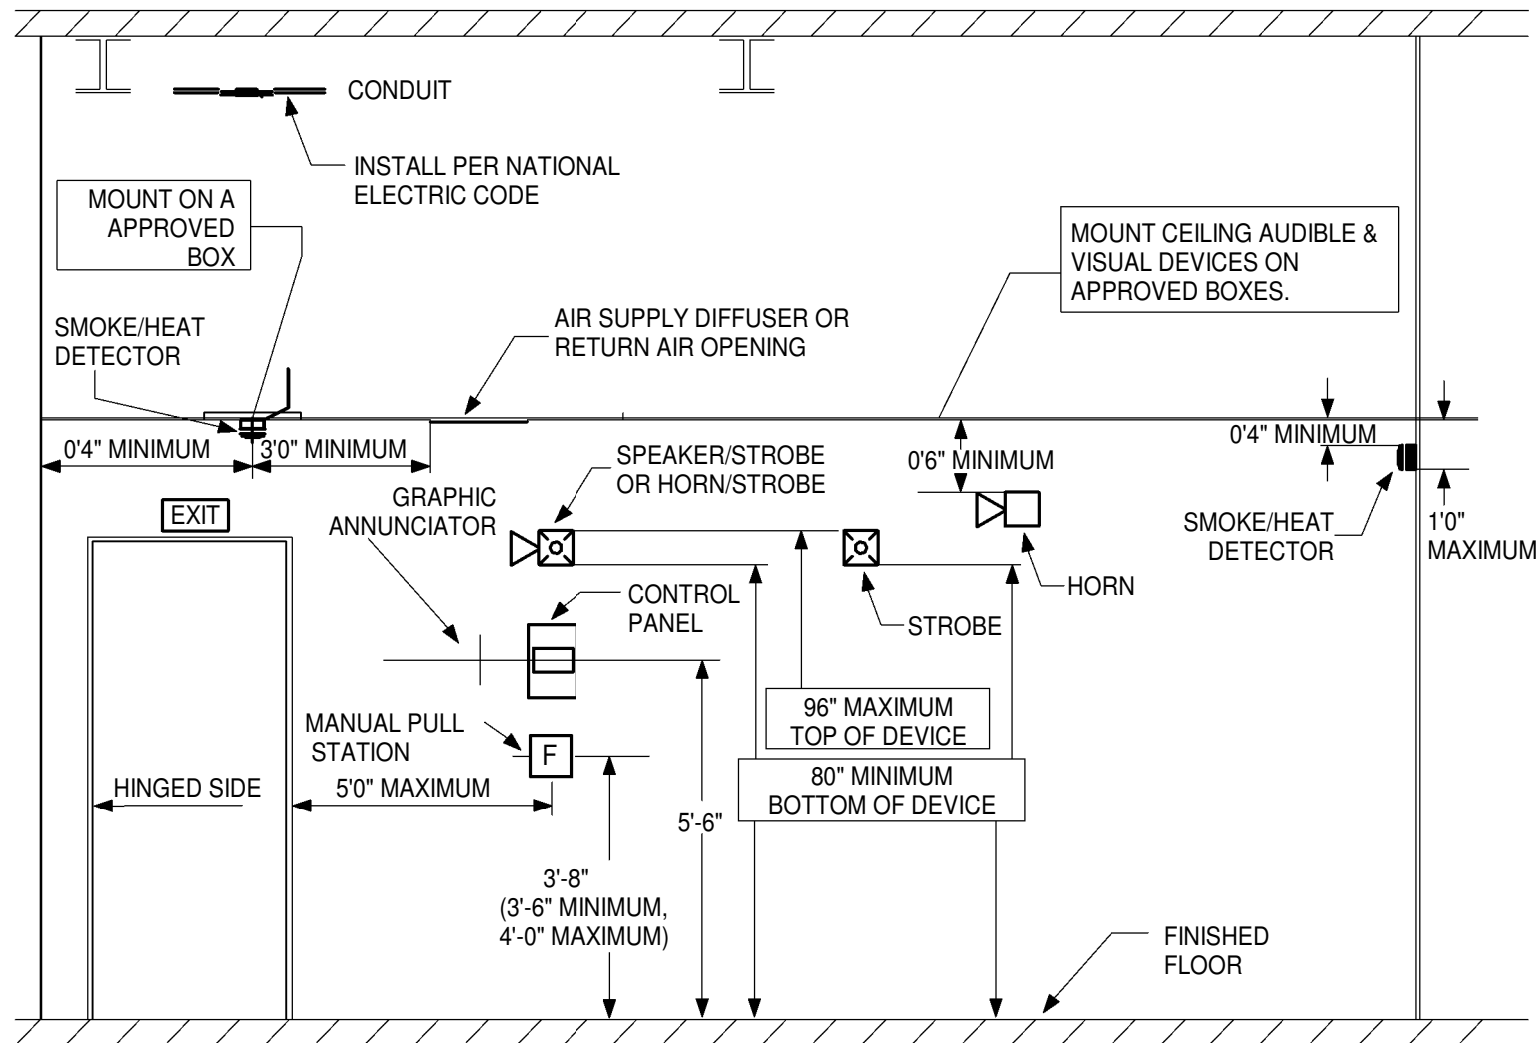 CONDUIT
INSTALL PER NATIONAL
ELECTRIC CODE
MOUNT ON A
APPROVED
BOX
MOUNT CEILING AUDIBLE &
VISUAL DEVICES ON
APPROVED BOXES.
SMOKE/HEAT
DETECTOR
AIR SUPPLY DIFFUSER OR
RETURN AIR OPENING
0'4" MINIMUM
3'0" MINIMUM
SPEAKER/STROBE
OR HORN/STROBE
0'6" MINIMUM
0'4" MINIMUM
EXIT
GRAPHIC
ANNUNCIATOR
SMOKE/HEAT
DETECTOR
1'0"
MAXIMUM
CONTROL
PANEL
HORN
STROBE
MANUAL PULL
STATION
F
96" MAXIMUM
TOP OF DEVICE
HINGED SIDE
5'0" MAXIMUM
80" MINIMUM
BOTTOM OF DEVICE
5'-6"
3'-8"
(3'-6" MINIMUM,
4'-0" MAXIMUM)
FINISHED
FLOOR